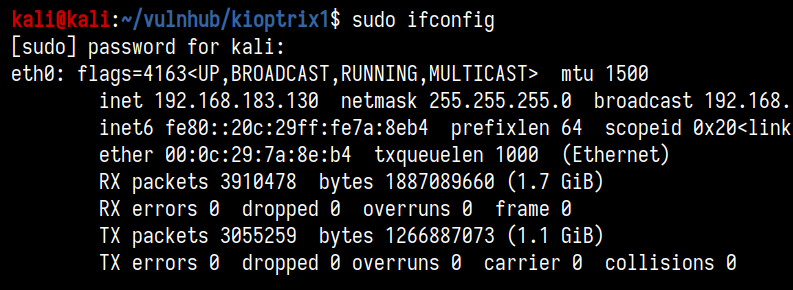 kali@kali:~/vulnhub/kioptrix1$ sudo ifconfig
[sudo] password for kali:
eth0: flags=4163<UP,BROADCAST,RUNNING,MULTICAST>  mtu 1500
        inet 192.168.183.130  netmask 255.255.255.0  broadcast 192.168.
        inet6 fe80::20c:29ff:fe7a:8eb4  prefixlen 64  scopeid 0x20<link
        ether 00:0c:29:7a:8e:b4  txqueuelen 1000  (Ethernet)
        RX packets 3910478  bytes 1887089660 (1.7 GiB)
        RX errors 0  dropped 0  overruns 0  frame 0
        TX packets 3055259  bytes 1266887073 (1.1 GiB)
        TX errors 0  dropped 0 overruns 0  carrier 0  collisions 0